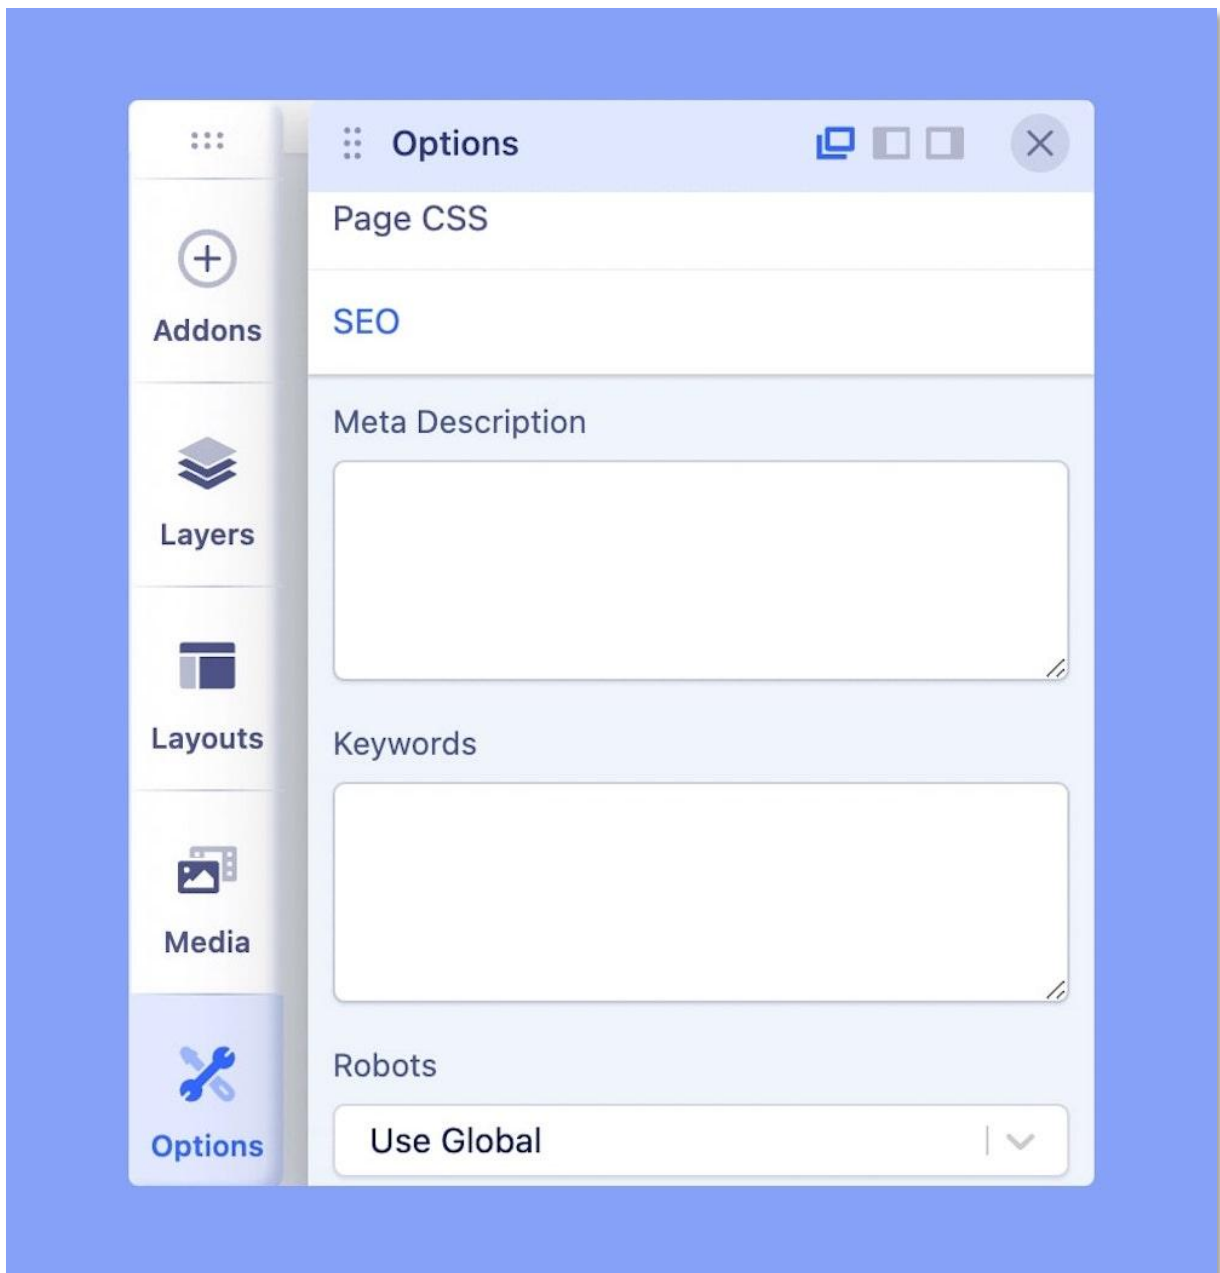 Options
Page CSS
SEO
Meta Description
Keywords
Robots
Use Global
Addons
Layers
Layouts
Media
Options